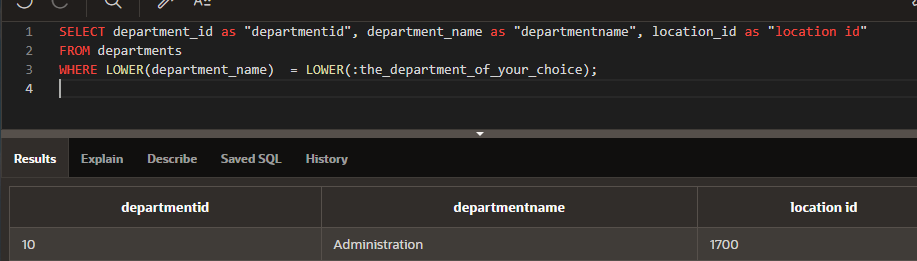 1 SELECT department_id as "departmentid", department_name as "departmentname", location_id as "location id"
2 FROM departments
3 WHERE LOWER(department_name)  = LOWER(:the_department_of_your_choice);
4
Results Explain Describe Saved SQL History
departmentid departmentname location id
10 Administration 1700